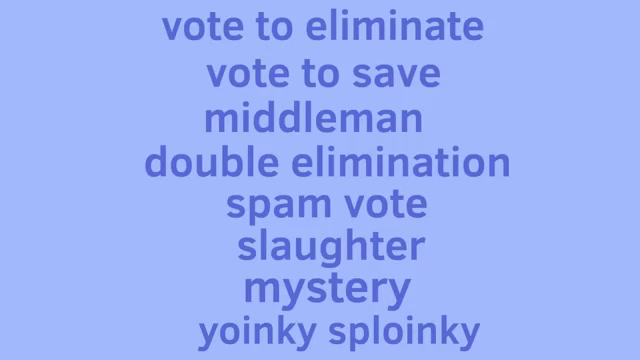 vote to eliminate
vote to save
middleman
double elimination
spam vote
slaughter
mystery
yoinky sploinky